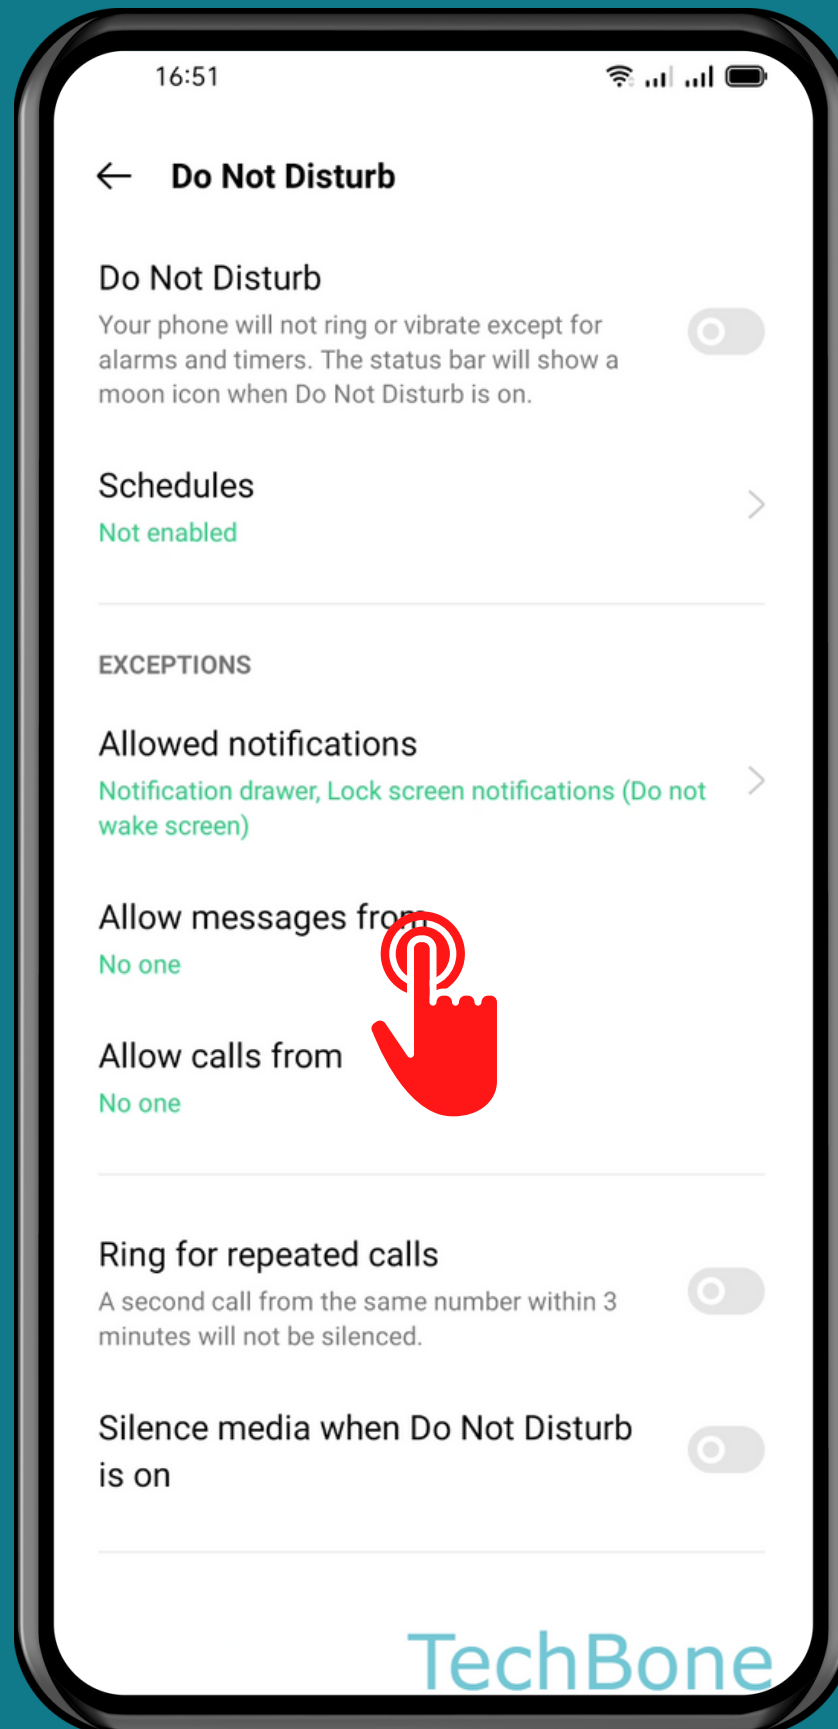 16:51
Do Not Disturb
Do Not Disturb
Your phone will not ring or vibrate except for
alarms and timers. The status bar will show a
moon icon when Do Not Disturb is on.
Schedules
Not enabled
EXCEPTIONS
Allowed notifications
Notification drawer, Lock screen notifications (Do not
wake screen)
Allow messages from
No one
Allow calls from
No one
Ring for repeated calls
A second call from the same number within 3
minutes will not be silenced.
Silence media when Do Not Disturb
is on
TechBone